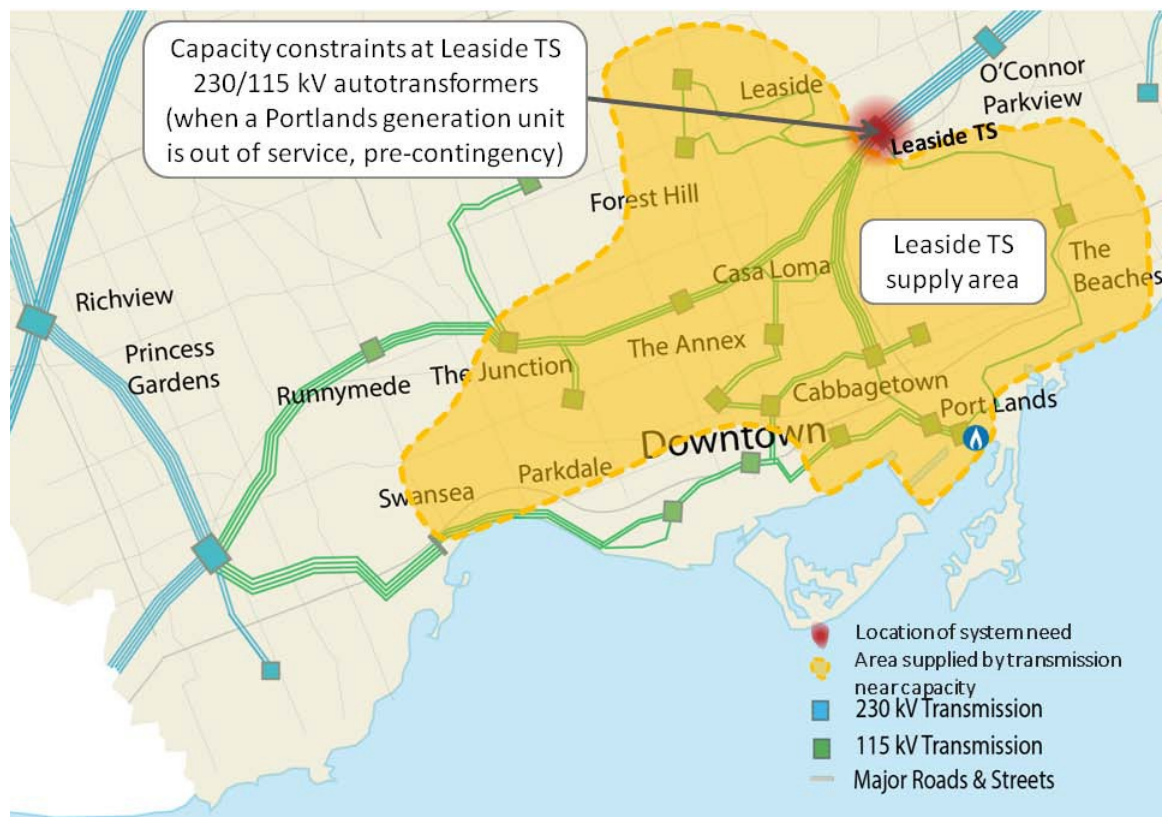 Capacity constraints at Leaside TS
230/115 kV autotransformers
(when a Portlands generation unit
is out of service, pre-contingency)
Leaside
O'Connor
Parkview
Leaside TS
Forest Hill
Leaside TS
supply area
The
Beaches
Casa Loma
Richview
Princess
Gardens
Runnymede
The Junction
The Annex
Cabbagetown
Port Lands
Downtown
Parkdale
Swansea
Location of system need
Area supplied by transmission
near capacity
230 kV Transmission
115 kV Transmission
Major Roads & Streets